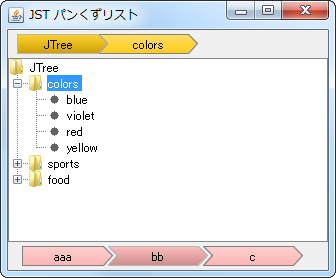 JST パンくずリスト
JTree colors
JTree
colors
blue
violet
red
yellow
sports
food
aaa bb c